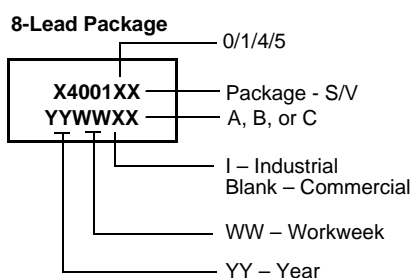 8-Lead Package
0/1/4/5
X4001XX
Package - S/V
YYWWXX
A, B, or C
I – Industrial
Blank – Commercial
WW – Workweek
YY – Year